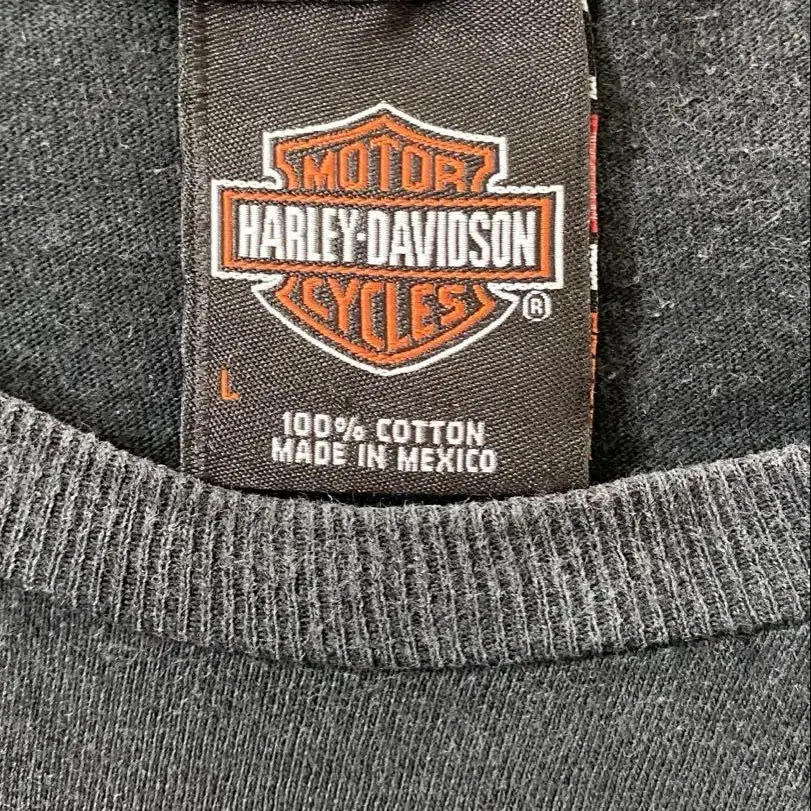 MOTOR
HARLEY-DAVIDSON
CYCLES
®
L
100% COTTON
MADE IN MEXICO